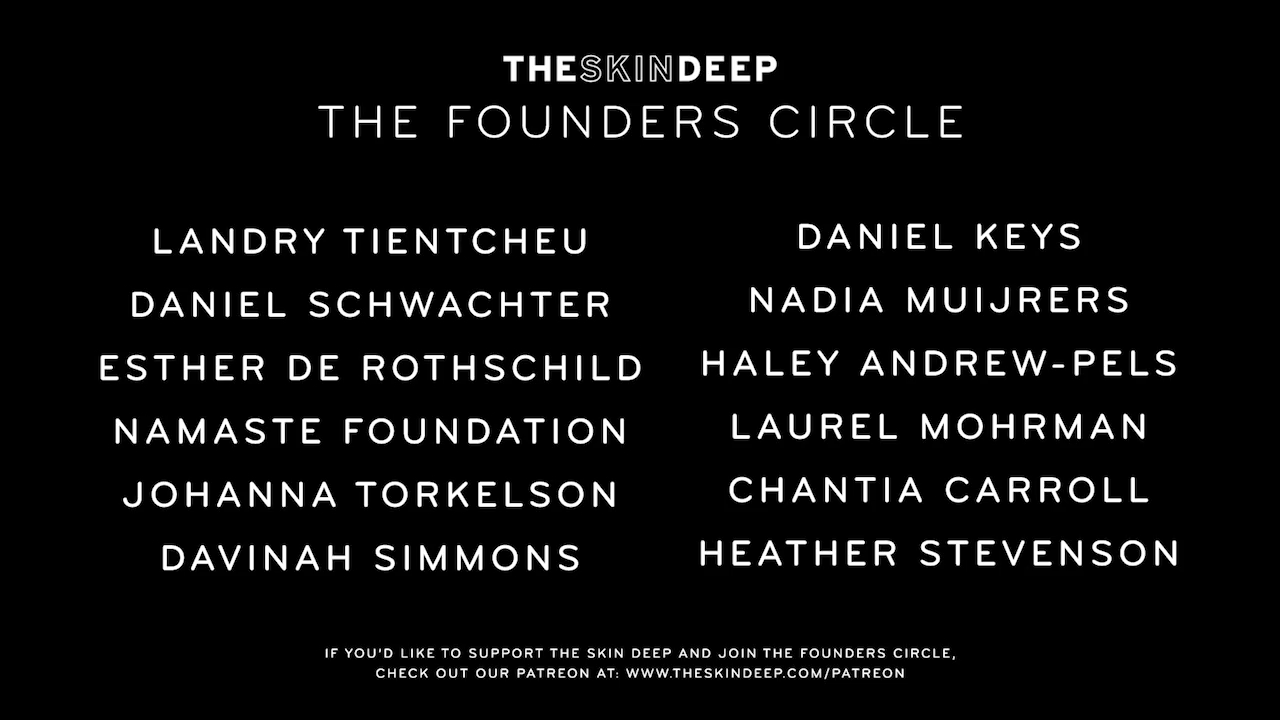 THESKINDEEP
THE FOUNDERS CIRCLE
LANDRY TIENTCHEU
DANIEL SCHWACHTER
ESTHER DE ROTHSCHILD
NAMASTE FOUNDATION
JOHANNA TORKELSON
DAVINAH SIMMONS
DANIEL KEYS
NADIA MUIJRERS
HALEY ANDREW-PELS
LAUREL MOHRMAN
CHANTIA CARROLL
HEATHER STEVENSON
IF YOU'D LIKE TO SUPPORT THE SKIN DEEP AND JOIN THE FOUNDERS CIRCLE,
CHECK OUT OUR PATREON AT: WWW.THESKINDEEP.COM/PATREON